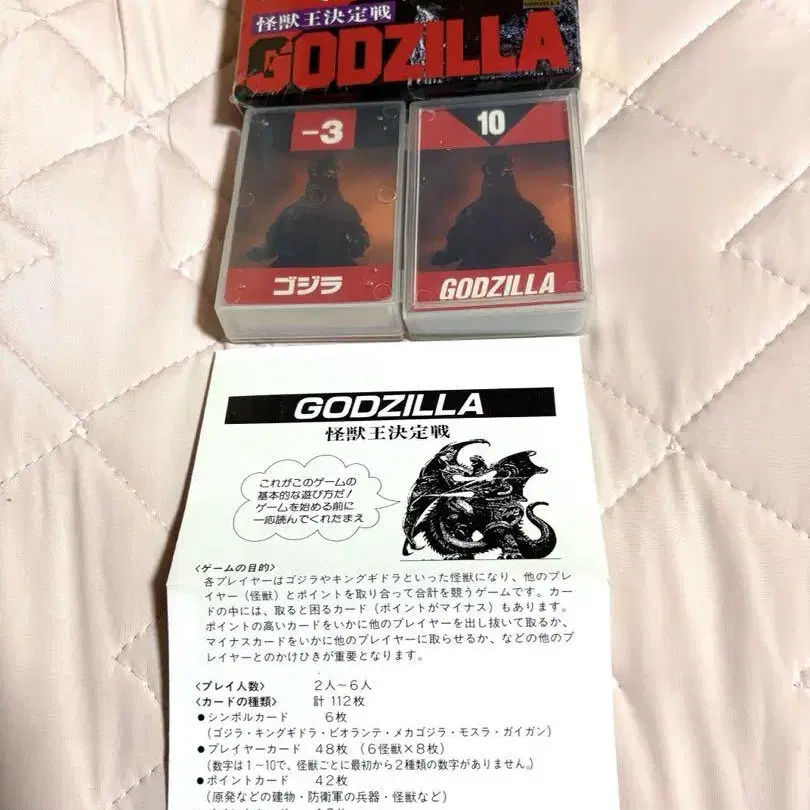 怪獣王決定戦
GODZILLA
-3
10
ゴジラ
GODZILLA
GODZILLA
怪獣王決定戦
これがこのゲームの
基本的な遊び方だ!
ゲームを始める前に
一応読んでくれたまえ
〈ゲームの目的〉
各プレイヤーはゴジラやキングギドラといった怪獣になり、他のプレ
イヤー(怪獣)とポイントを取り合って合計を競うゲームです。カー
ドの中には、取ると困るカード(ポイントがマイナス)もあります。
ポイントの高いカードをいかに他のプレイヤーを出し抜いて取るか、
マイナスカードをいかに他のプレイヤーに取らせるか、などの他のプ
レイヤーとのかけひきが重要となります。
〈プレイ人数〉 2人~6人
〈カードの種類〉 計 112枚
●シンボルカード 6枚
(ゴジラ・キングギドラ・ビオランテ・メカゴジラ・モスラ・ガイガン)
●プレイヤーカード 48枚 (6怪獣×8枚)
(数字は1~10で、怪獣ごとに最初から2種類の数字がありません。)
●ポイントカード 42枚
(原発などの建物・防衛軍の兵器・怪獣など)